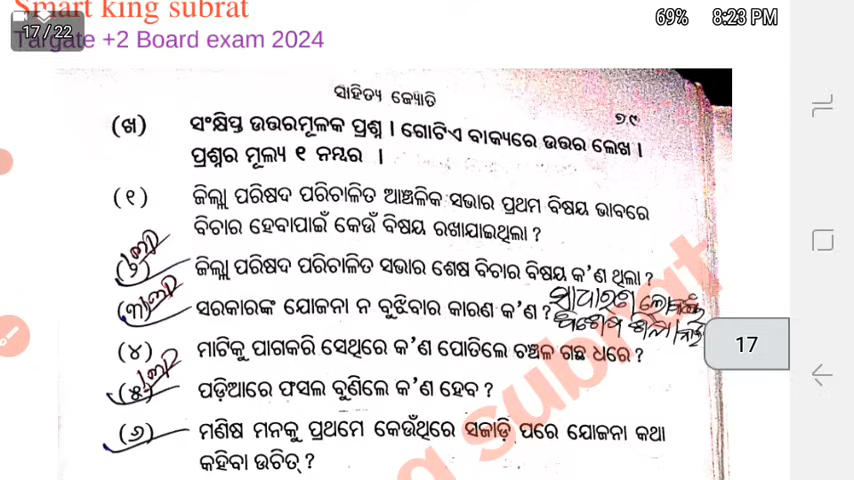 Smart king subrat
17 / 22
Targate +2 Board exam 2024
69% 8:23 PM
ସାହିତ୍ୟ ଜ୍ୟୋତି
୭୯
(ଖ) ସଂକ୍ଷିପ୍ତ ଉତ୍ତରମୂଳକ ପ୍ରଶ୍ନ । ଗୋଟିଏ ବାକ୍ୟରେ ଉତ୍ତର ଲେଖ ।
ପ୍ରଶ୍ନର ମୂଲ୍ୟ ୧ ନମ୍ବର ।
(୧) ଜିଲ୍ଲା ପରିଷଦ ପରିଚାଳିତ ଆଞ୍ଚଳିକ ସଭାର ପ୍ରଥମ ବିଷୟ ଭାବରେ
ବିଚାର ହେବାପାଇଁ କେଉଁ ବିଷୟ ରଖାଯାଇଥିଲା ?
(୨) ଜିଲ୍ଲା ପରିଷଦ ପରିଚାଳିତ ସଭାର ଶେଷ ବିଚାର ବିଷୟ କ'ଣ ଥିଲା ?
(୩) ସରକାରଙ୍କ ଯୋଜନା ନ ବୁଝିବାର କାରଣ କ'ଣ ? ସାଧାରଣ
(୪) ମାଟିକୁ ପାଗକରି ସେଥିରେ କ'ଣ ପୋତିଲେ ଚଞ୍ଚଳ ଗଛ ଧରେ ?
17
(୫) ପଡ଼ିଆରେ ଫସଲ ବୁଣିଲେ କ'ଣ ହେବ ?
(୬) ମଣିଷ ମନକୁ ପ୍ରଥମେ କେଉଁଥିରେ ସଜାଡ଼ି ପରେ ଯୋଜନା କଥା
କହିବା ଉଚିତ୍ ?
g subrat